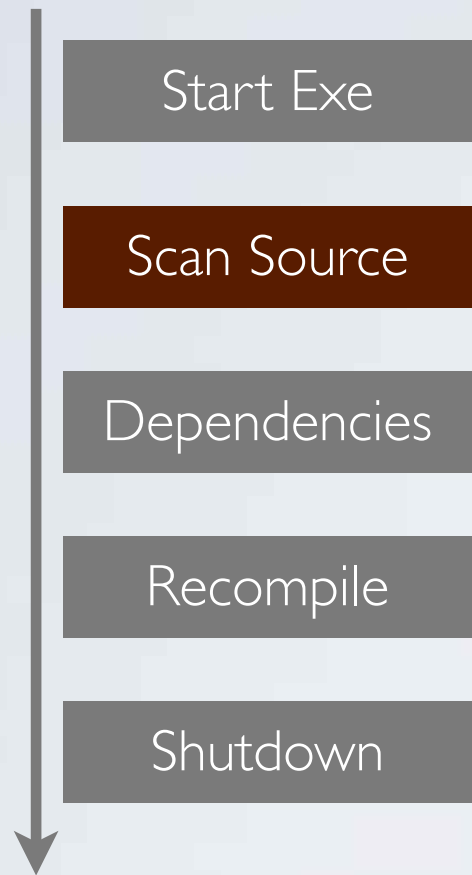 Start Exe
Scan Source
Dependencies
Recompile
Shutdown